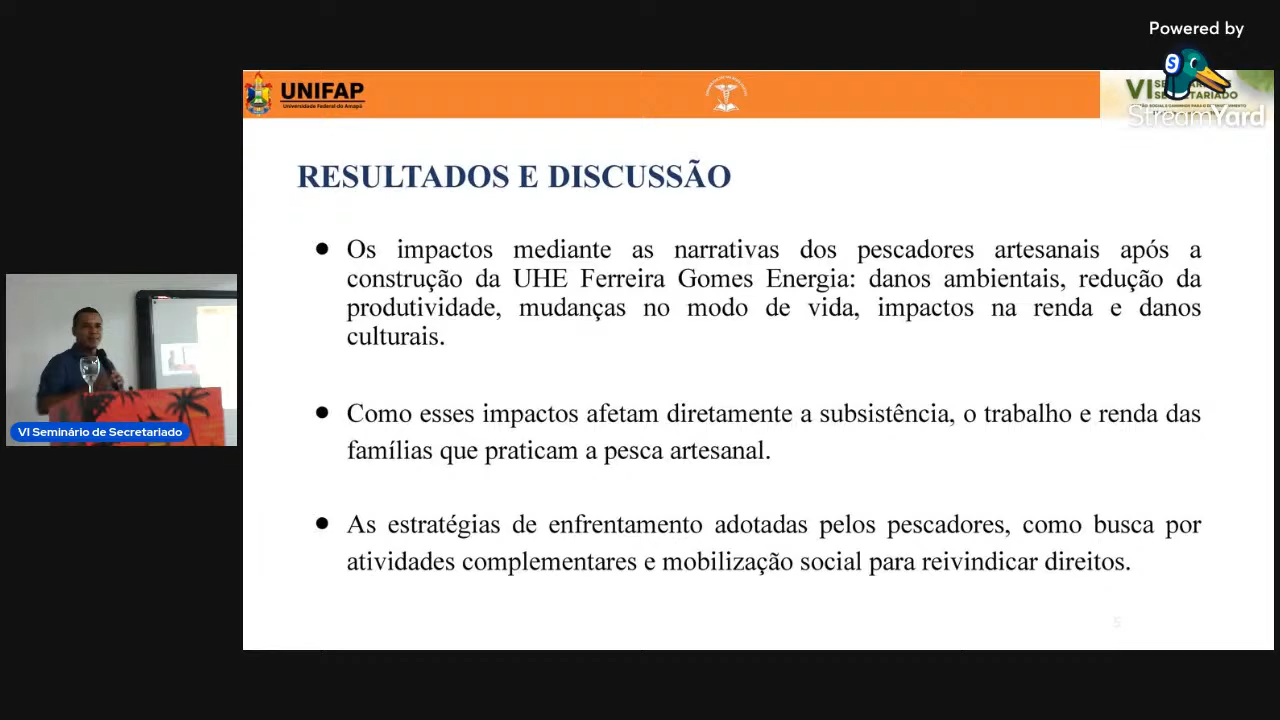 Powered by
StreamYard
UNIFAP
Universidade Federal do Amapá
VI
RESULTADOS E DISCUSSÃO
● Os impactos mediante as narrativas dos pescadores artesanais após a
construção da UHE Ferreira Gomes Energia: danos ambientais, redução da
produtividade, mudanças no modo de vida, impactos na renda e danos
culturais.
● Como esses impactos afetam diretamente a subsistência, o trabalho e renda das
famílias que praticam a pesca artesanal.
● As estratégias de enfrentamento adotadas pelos pescadores, como busca por
atividades complementares e mobilização social para reivindicar direitos.
5
VI Seminário de Secretariado